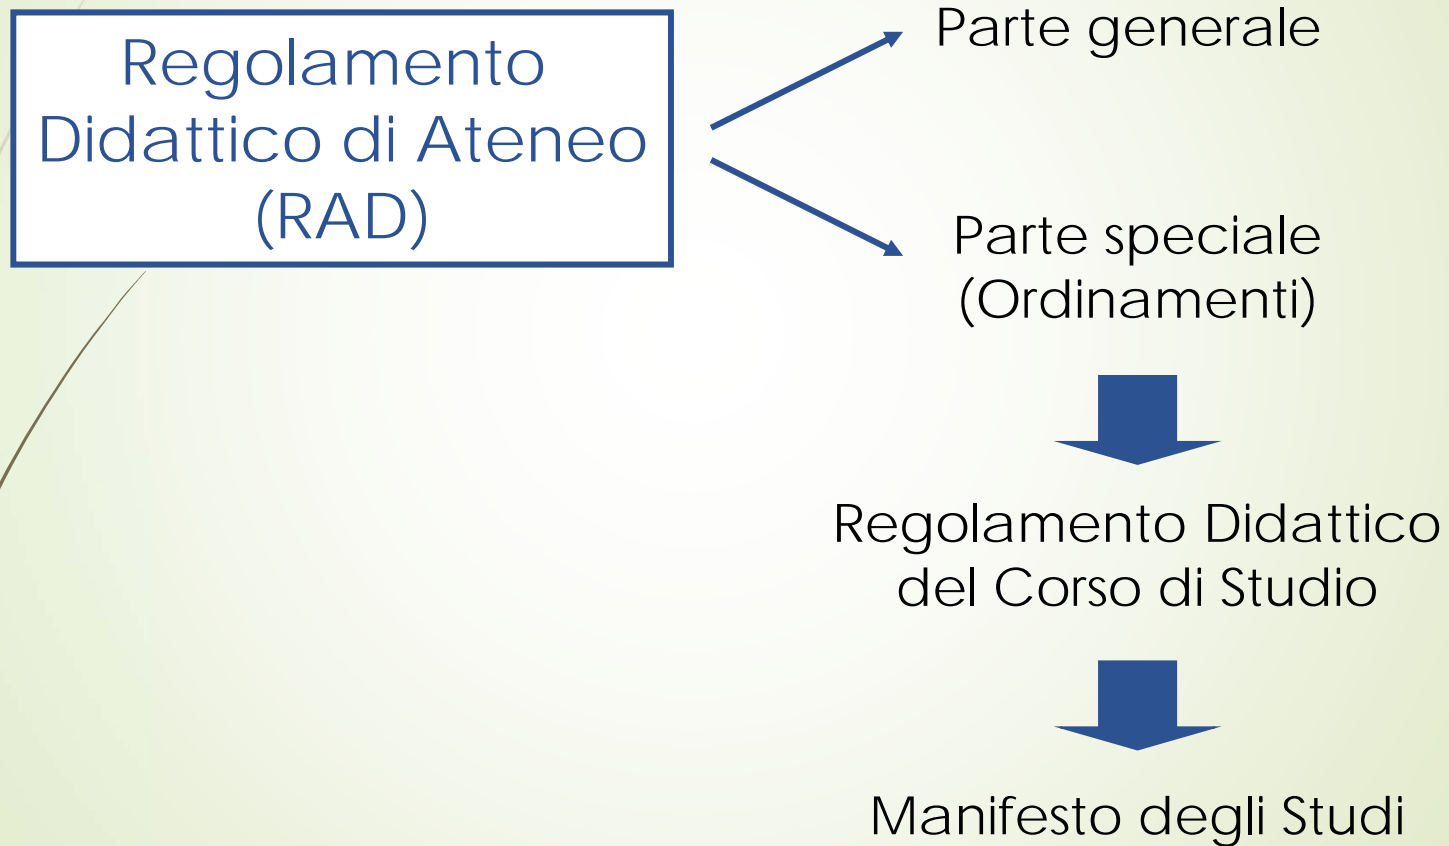 Regolamento
Didattico di Ateneo
(RAD)
Parte generale
Parte speciale
(Ordinamenti)
Regolamento Didattico
del Corso di Studio
Manifesto degli Studi